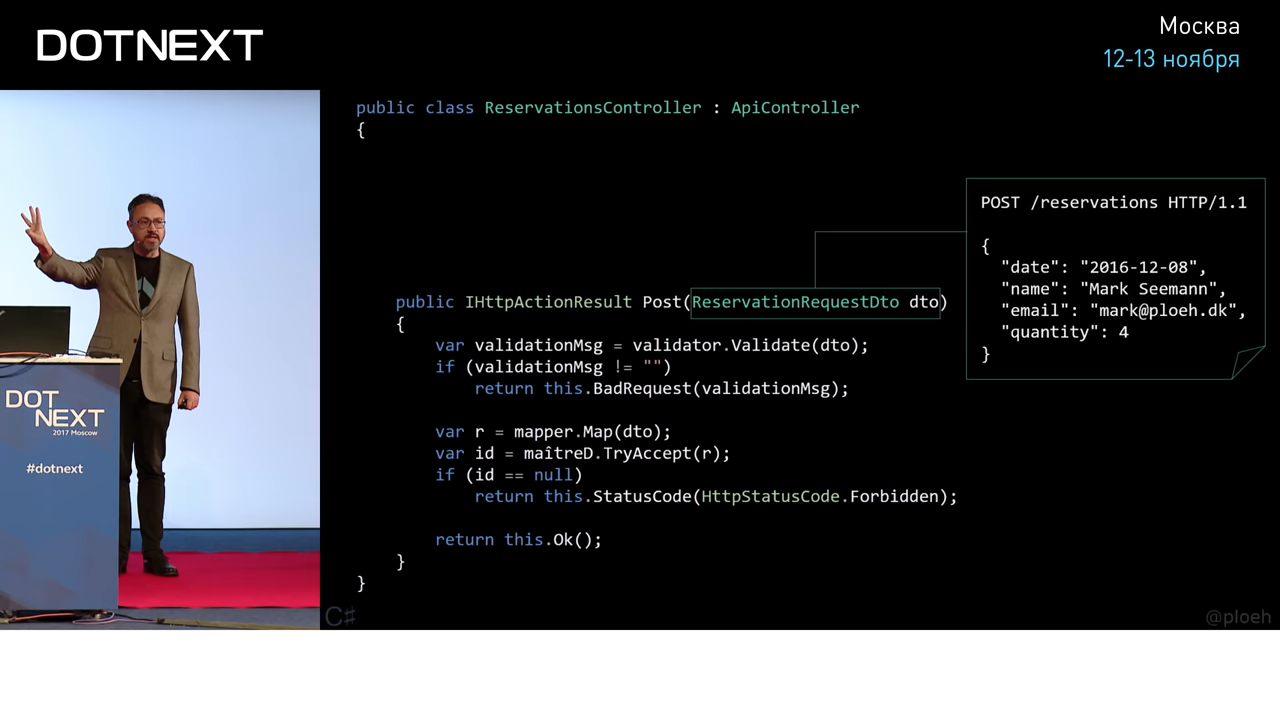 DOTNEXT
Москва
12-13 ноября
public class ReservationsController : ApiController
{
public IHttpActionResult Post(ReservationRequestDto dto)
{
var validationMsg = validator.Validate(dto);
if (validationMsg != "")
return this.BadRequest(validationMsg);
var r = mapper.Map(dto);
var id = maîtreD.TryAccept(r);
if (id == null)
return this.StatusCode(HttpStatusCode.Forbidden);
return this.Ok();
}
}
POST /reservations HTTP/1.1
{
"date": "2016-12-08",
"name": "Mark Seemann",
"email": "mark@ploeh.dk",
"quantity": 4
}
DOT
NEXT
2017 Moscow
#dotnext
C#
@ploeh